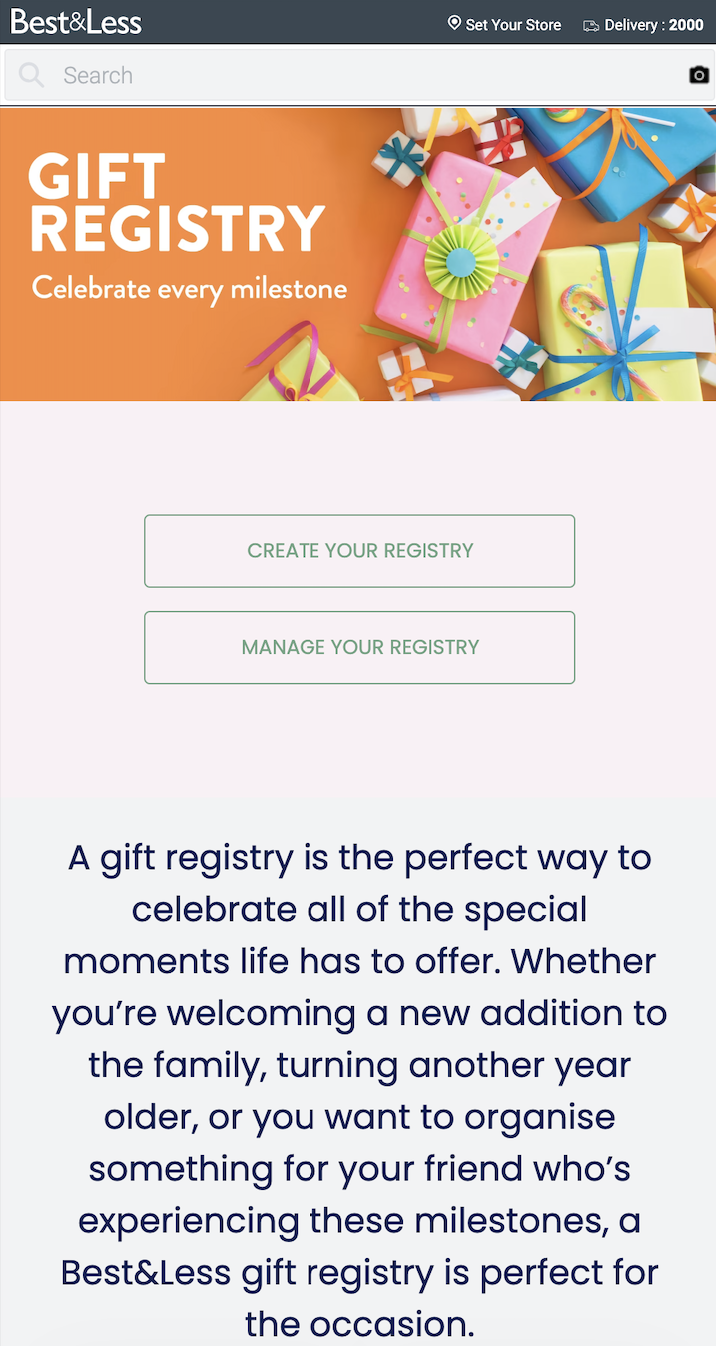 Best&Less
Set Your Store
Delivery : 2000
Search
GIFT
REGISTRY
Celebrate every milestone
CREATE YOUR REGISTRY
MANAGE YOUR REGISTRY
A gift registry is the perfect way to
celebrate all of the special
moments life has to offer. Whether
you’re welcoming a new addition to
the family, turning another year
older, or you want to organise
something for your friend who’s
experiencing these milestones, a
Best&Less gift registry is perfect for
the occasion.